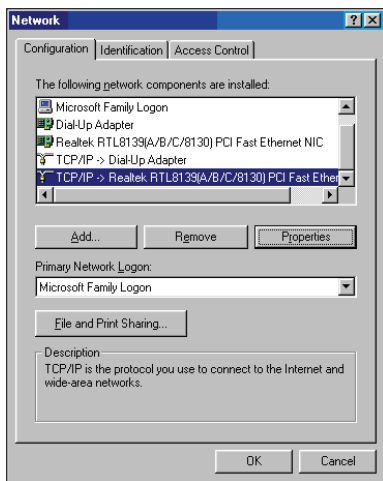 Network
Configuration Identification Access Control
The following network components are installed:
Microsoft Family Logon
Dial-Up Adapter
Realtek RTL8139(A/B/C/8130) PCI Fast Ethernet NIC
TCP/IP -> Dial-Up Adapter
TCP/IP -> Realtek RTL8139(A/B/C/8130) PCI Fast Ether
Add... Remove Properties
Primary Network Logon:
Microsoft Family Logon
File and Print Sharing...
Description
TCP/IP is the protocol you use to connect to the Internet and
wide-area networks.
OK Cancel